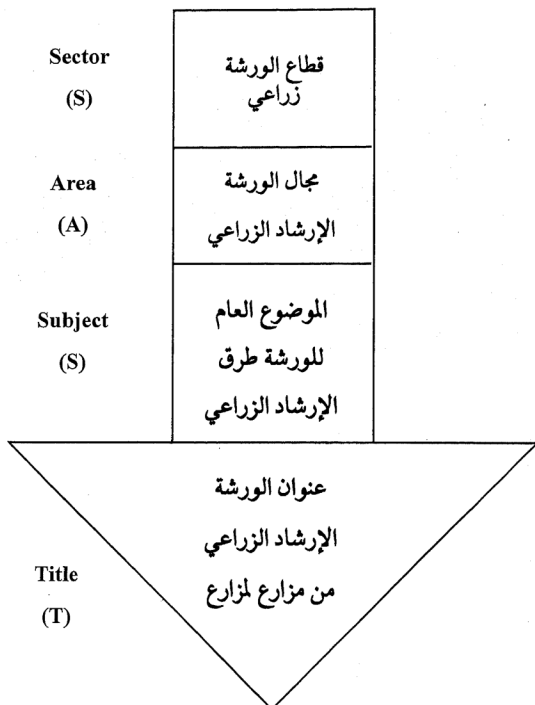 Sector
(S)
قطاع الورشة
زراعي
Area
(A)
مجال الورشة
الإرشاد الزراعي
Subject
(S)
الموضوع العام
للورشة طرق
الإرشاد الزراعي
Title
(T)
عنوان الورشة
الإرشاد الزراعي
من مزارع لمزارع